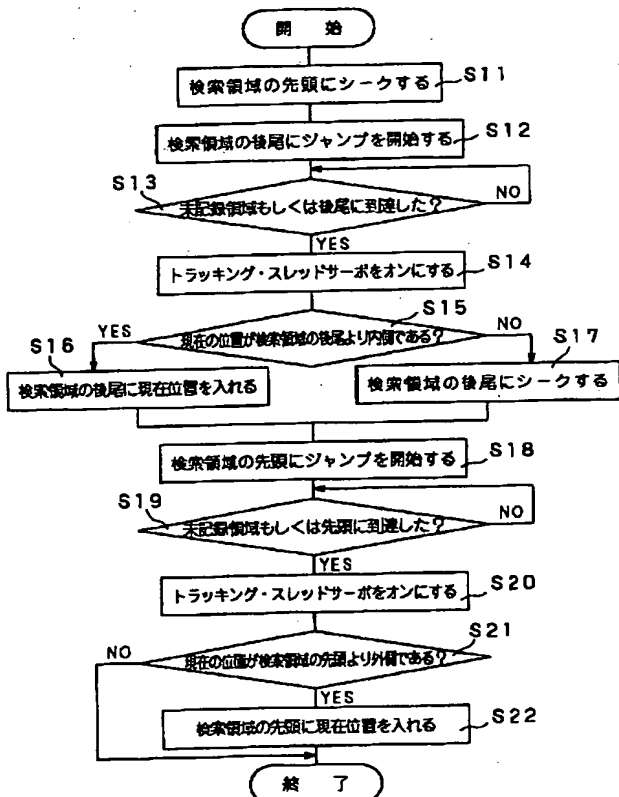 開 始
検索領域の先頭にシークする
S11
検索領域の後尾にジャンプを開始する
S12
S13
未記録領域もしくは後尾に到達した?
NO
YES
トラッキング・スレッドサーボをオンにする
S14
S15
YES
現在の位置が検索領域の後尾より内側である?
NO
S16
検索領域の後尾に現在位置を入れる
S17
検索領域の後尾にシークする
検索領域の先頭にジャンプを開始する
S18
S19
未記録領域もしくは先頭に到達した?
NO
YES
トラッキング・スレッドサーボをオンにする
S20
S21
NO
現在の位置が検索領域の先頭より外側である?
YES
検索領域の先頭に現在位置を入れる
S22
終 了